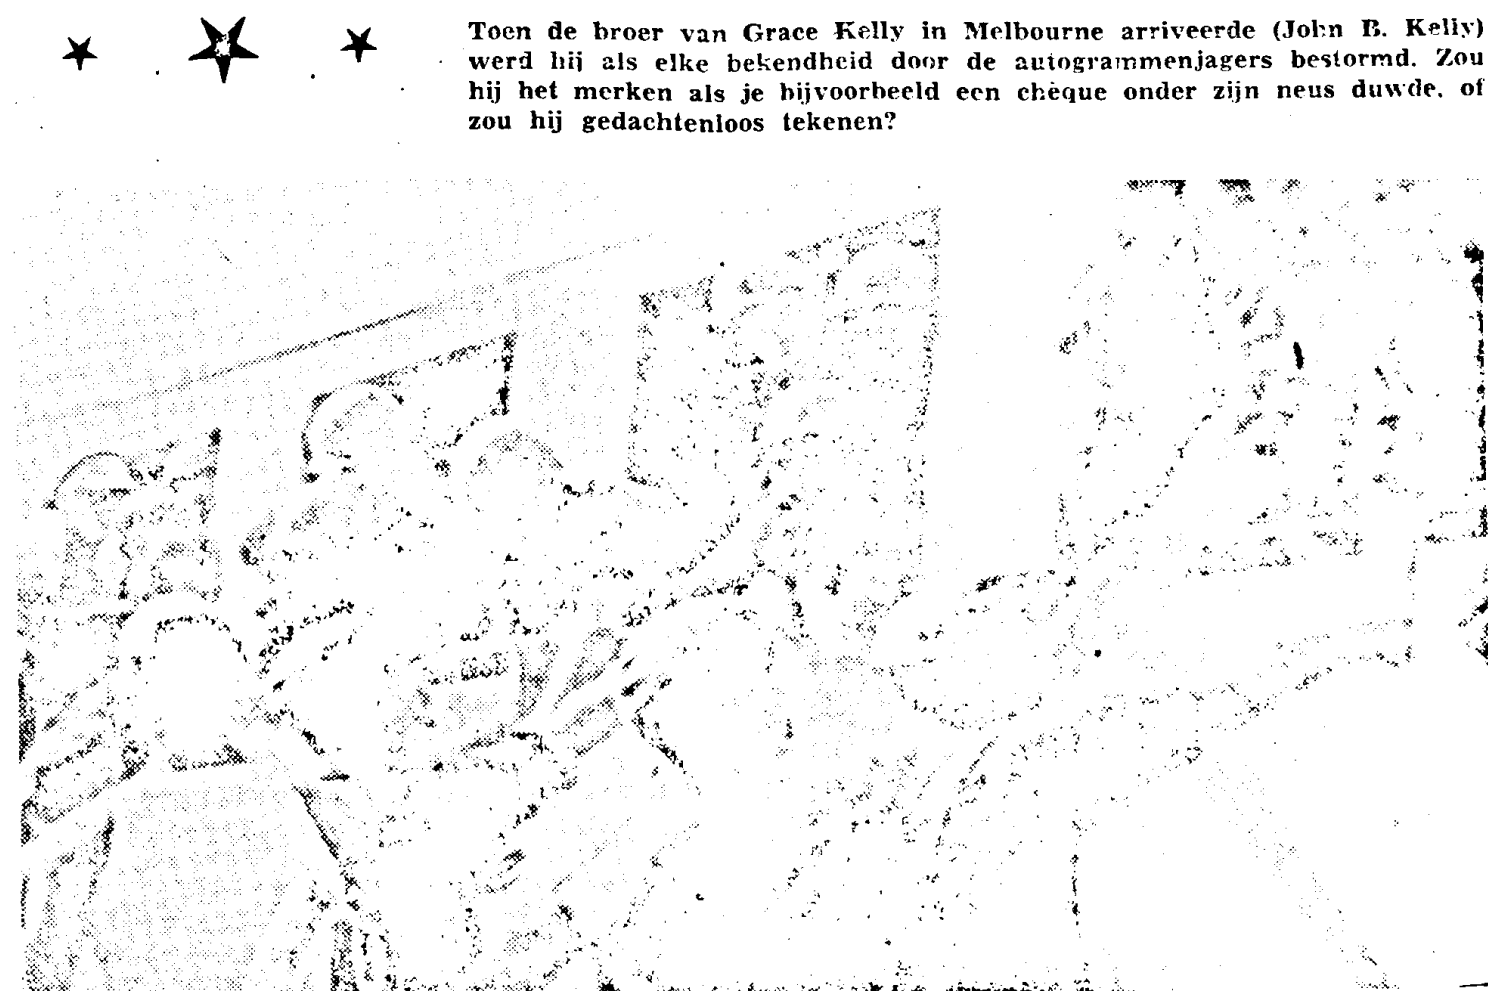 Toen de broer van Grace Kelly in Melbourne arriveerde (John B. Kelly)
werd hij als elke bekendheid door de autogrammenjagers bestormd. Zou
hij het merken als je bijvoorbeeld een chèque onder zijn neus duwde, of
zou hij gedachtenloos tekenen?